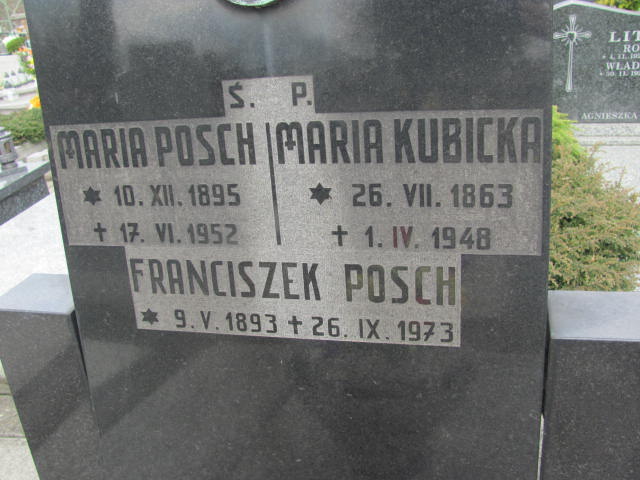 Ś. P.
MARIA POSCH
✶ 10. XII. 1895
✝ 17. VI. 1952
MARIA KUBICKA
✶ 26. VII. 1863
✝ 1. IV. 1948
FRANCISZEK POSCH
✶ 9. V. 1893 ✝ 26. IX. 1973
AGNIESZKA